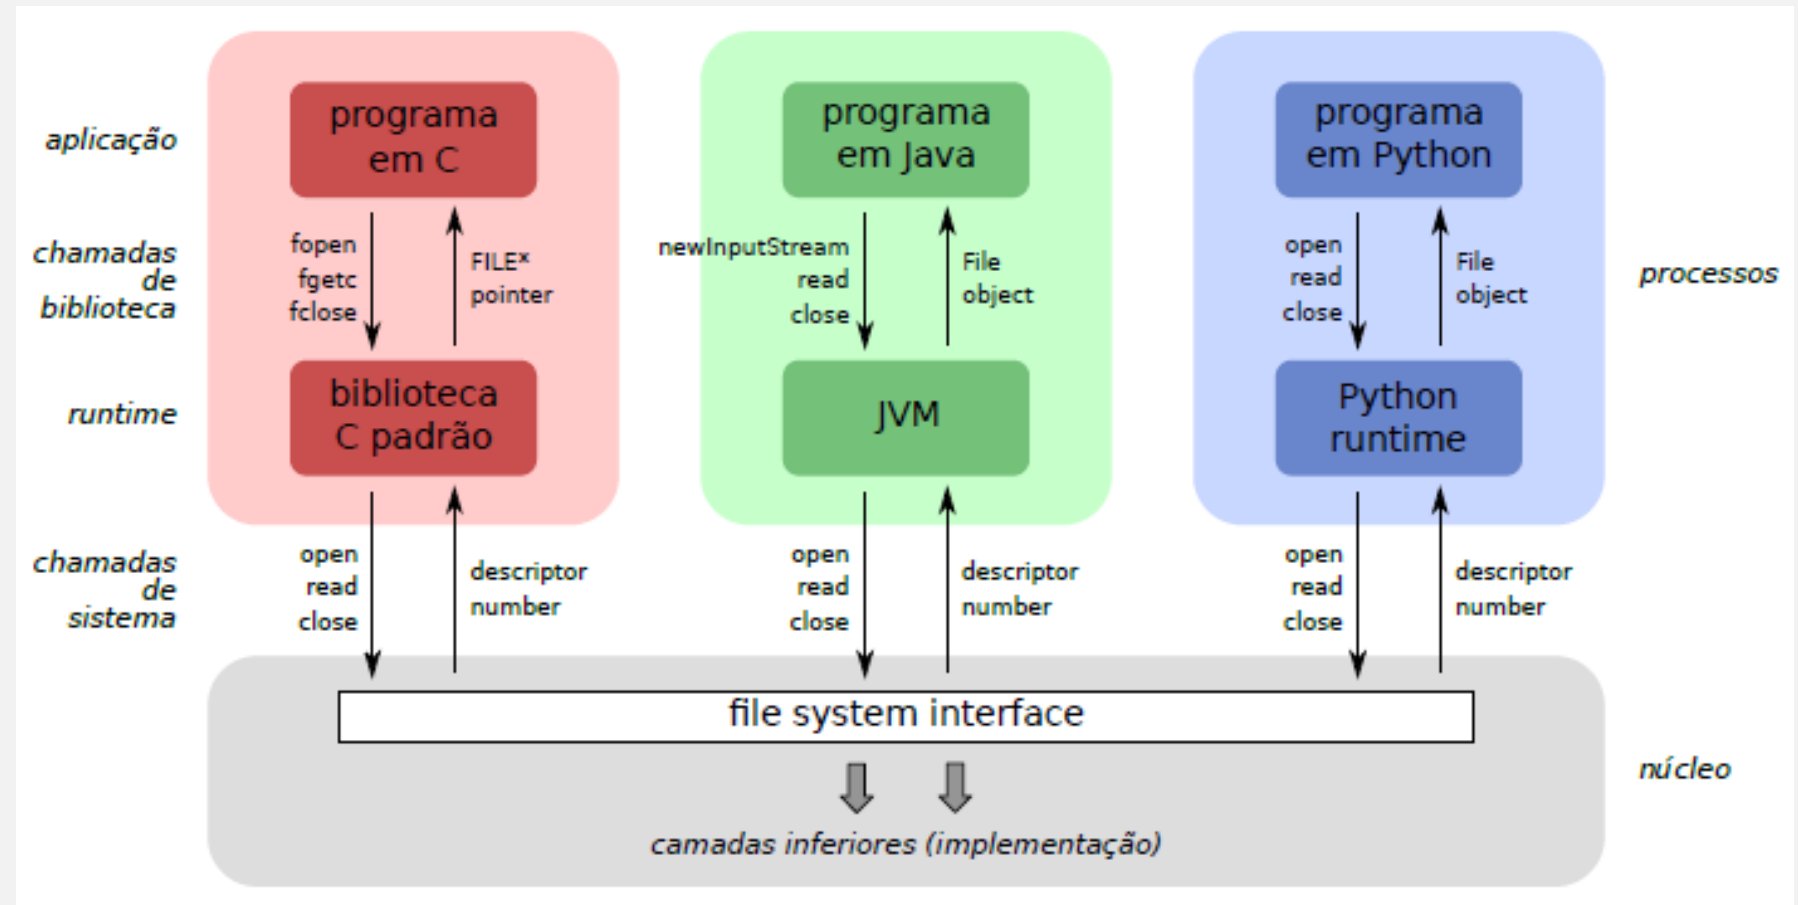 aplicação
programa
em C
programa
em Java
programa
em Python
chamadas
de
biblioteca
fopen
fgetc
fclose
FILE*
pointer
newInputStream
read
close
File
object
open
read
close
File
object
processos
runtime
biblioteca
C padrão
JVM
Python
runtime
chamadas
de
sistema
open
read
close
descriptor
number
open
read
close
descriptor
number
open
read
close
descriptor
number
file system interface
núcleo
camadas inferiores (implementação)